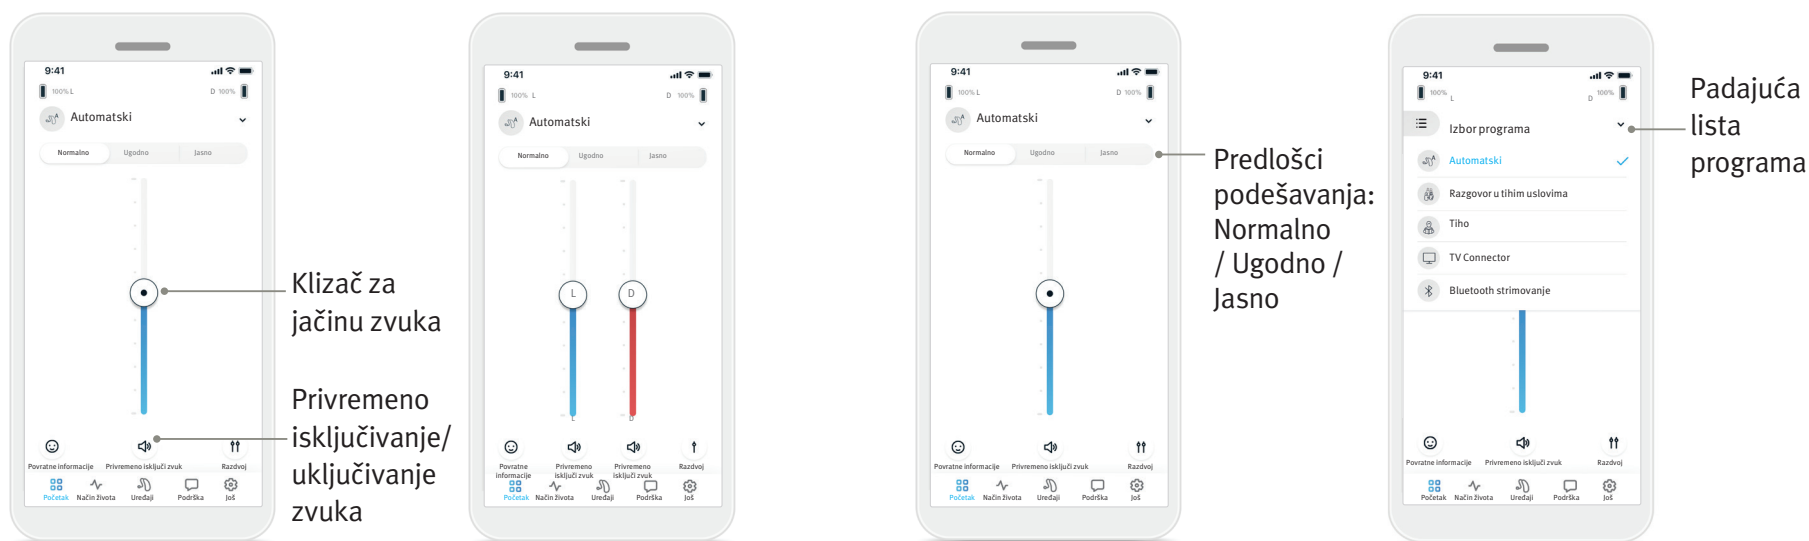 9:41
100% L
D 100%
Automatski
Normalno Ugodno Jasno
Povratne informacije Privremeno isključi zvuk Razdvoj
Početak Način života Uređaji Podrška Još
Klizač za
jačinu zvuka
Privremeno
isključivanje/
uključivanje
zvuka
9:41
100% L
D 100%
Automatski
Normalno Ugodno Jasno
L D
L D
Povratne
informacije
Privremeno
isključi zvuk
Privremeno
isključi zvuk
Razdvoj
Početak Način života Uređaji Podrška Još
9:41
100% L
D 100%
Automatski
Normalno Ugodno Jasno
Povratne informacije Privremeno isključi zvuk Razdvoj
Početak Način života Uređaji Podrška Još
Predlošci
podešavanja:
Normalno
/ Ugodno /
Jasno
9:41
100% L
D 100%
Izbor programa
Automatski
Razgovor u tihim uslovima
Tiho
TV Connector
Bluetooth strimovanje
Povratne informacije Privremeno isključi zvuk Razdvoj
Početak Način života Uređaji Podrška Još
Padajuća
lista
programa